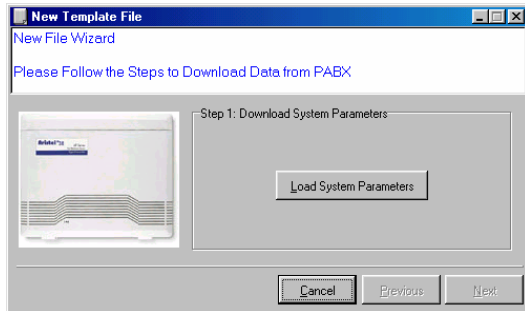 New Template File
New File Wizard
Please Follow the Steps to Download Data from PABX
Step 1: Download System Parameters
Aristel
Load System Parameters
Cancel
Previous
Next